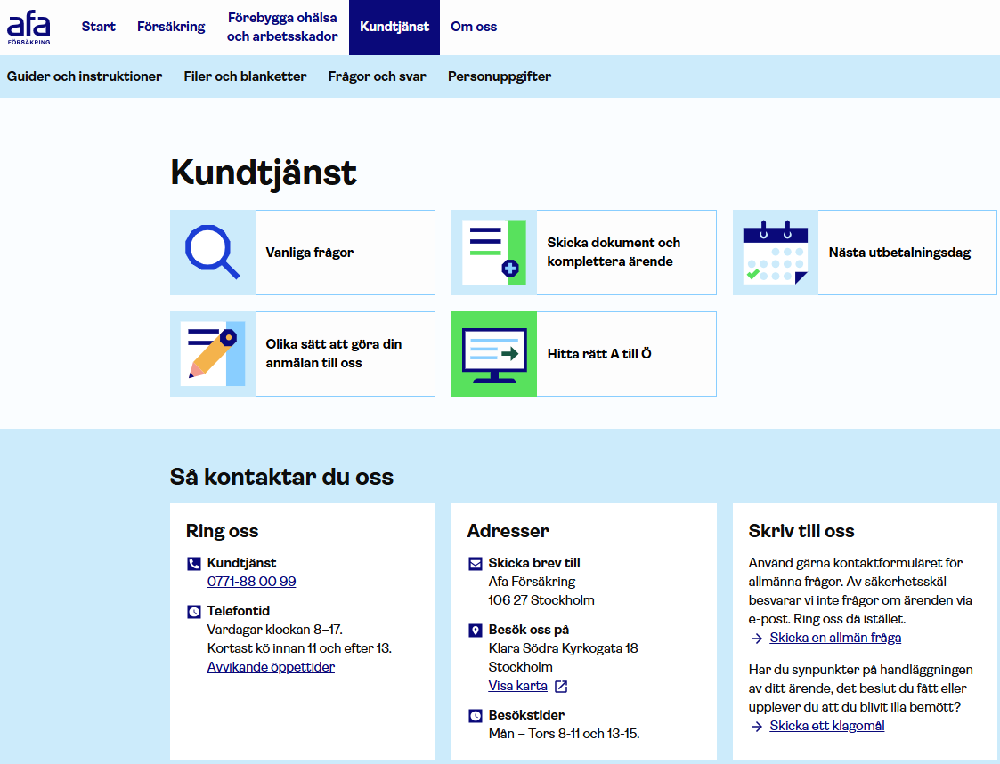 afa
FÖRSÄKRING
Start
Försäkring
Förebygga ohälsa
och arbetsskador
Kundtjänst
Om oss
Guider och instruktioner
Filer och blanketter
Frågor och svar
Personuppgifter
Kundtjänst
Vanliga frågor
Skicka dokument och
komplettera ärende
Nästa utbetalningsdag
Olika sätt att göra din
anmälan till oss
Hitta rätt A till Ö
Så kontaktar du oss
Ring oss
Kundtjänst
0771-88 00 99
Telefontid
Vardagar klockan 8–17.
Kortast kö innan 11 och efter 13.
Avvikande öppettider
Adresser
Skicka brev till
Afa Försäkring
106 27 Stockholm
Besök oss på
Klara Södra Kyrkogata 18
Stockholm
Visa karta
Besökstider
Mån – Tors 8-11 och 13-15.
Skriv till oss
Använd gärna kontaktformuläret för
allmänna frågor. Av säkerhetsskäl
besvarar vi inte frågor om ärenden via
e-post. Ring oss då istället.
Skicka en allmän fråga
Har du synpunkter på handläggningen
av ditt ärende, det beslut du fått eller
upplever du att du blivit illa bemött?
Skicka ett klagomål